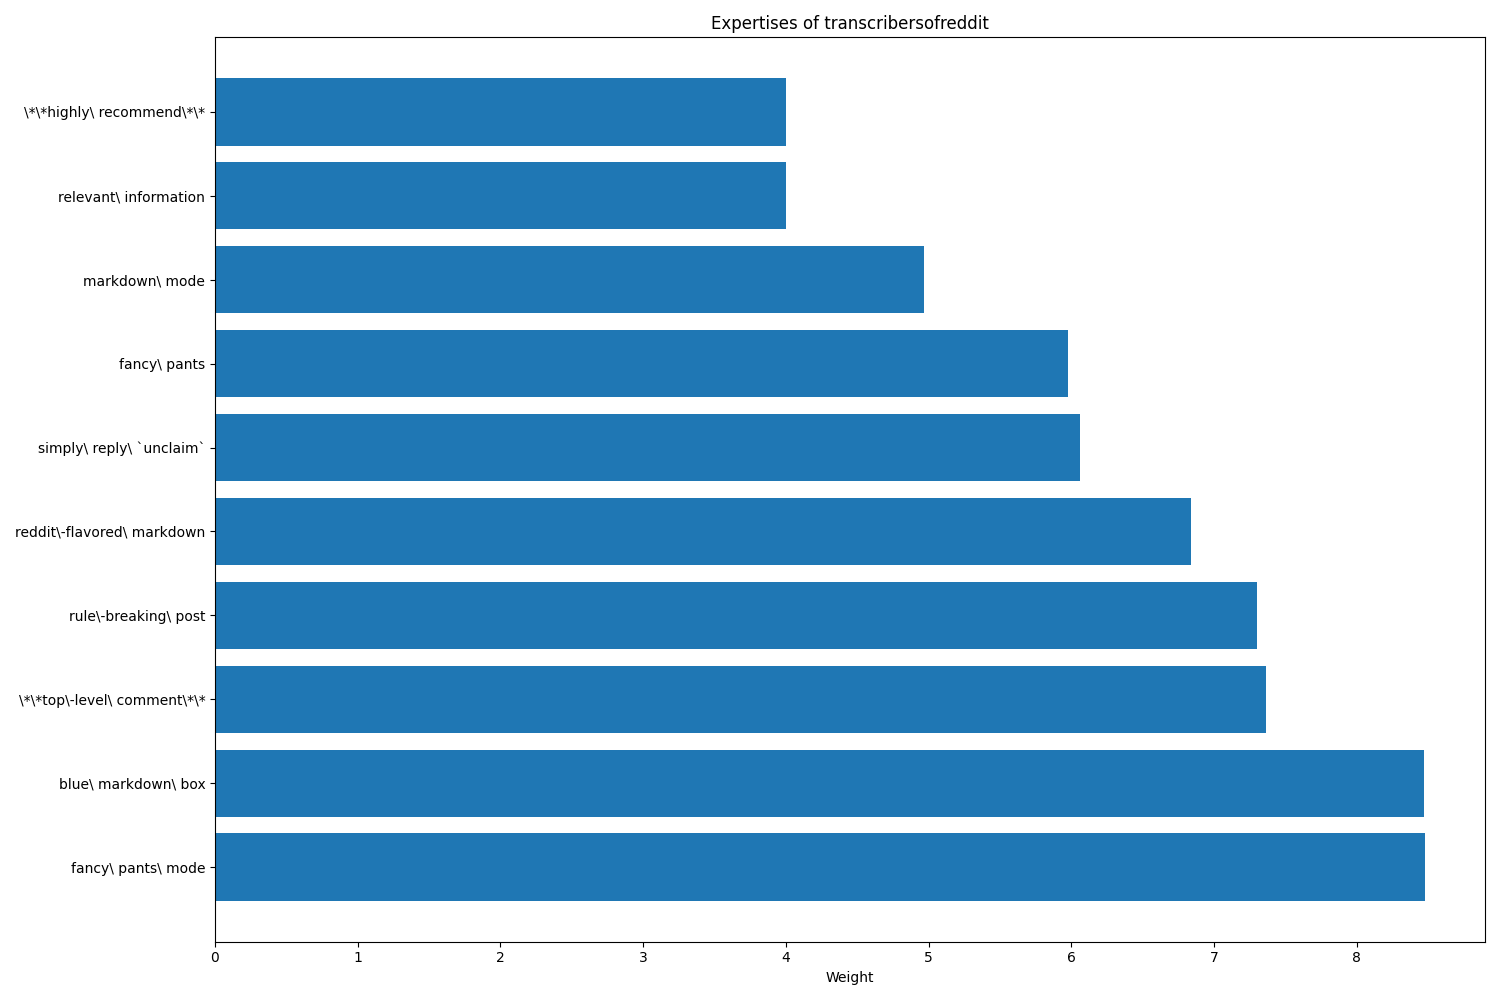 Expertises of transcribersofreddit
\*\*highly\ recommend\*\*
relevant\ information
markdown\ mode
fancy\ pants
simply\ reply\ `unclaim`
reddit\-flavored\ markdown
rule\-breaking\ post
\*\*top\-level\ comment\*\*
blue\ markdown\ box
fancy\ pants\ mode
0 1 2 3 4 5 6 7 8
Weight